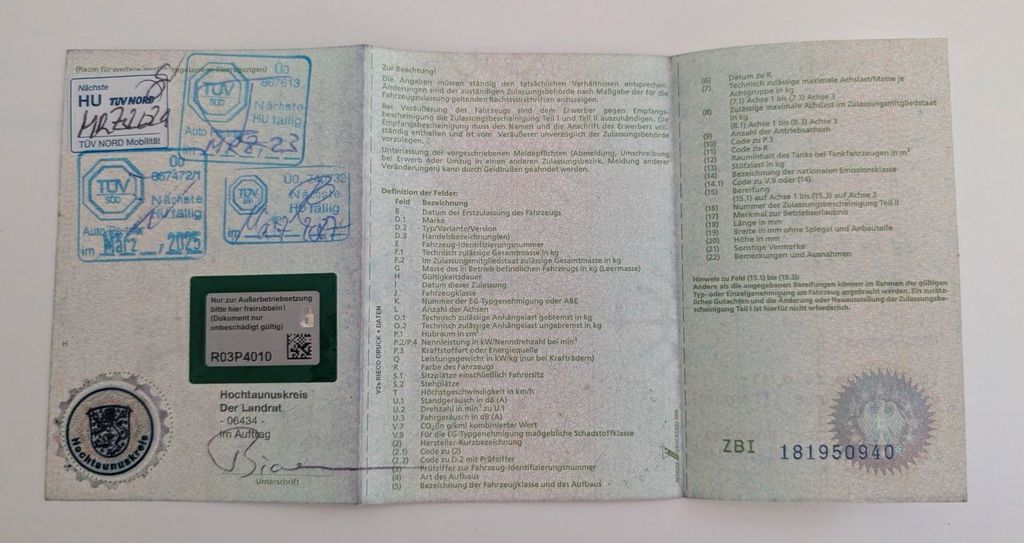 (Raum für weitere
Eintragungen)
Nächste
HU TÜV NORD
TÜV NORD Mobilität
TÜV
SÜD
ÜO
867613
Nächste
HU fällig
MRZ. 23
TÜV
SÜD
ÜO
867472/1
Nächste
HU fällig
im März 2025
TÜV
SÜD
Nächste
HU fällig
im
Nur zur Außerbetriebsetzung
bitte hier freirubbeln!
(Dokument nur
unbeschädigt gültig)
R03P4010
H
Hochtaunuskreis
Der Landrat
- 06434 -
Im Auftrag
Unterschrift
Hochtaunuskreis
V2b RIECO DRUCK + DATEN
Zur Beachtung!
Die Angaben müssen ständig den tatsächlichen Verhältnissen entsprechen.
Änderungen sind der zuständigen Zulassungsbehörde nach Maßgabe der für die
Fahrzeugzulassung geltenden Rechtsvorschriften anzuzeigen.
Bei Veräußerung des Fahrzeugs sind dem Erwerber gegen Empfangs-
bescheinigung die Zulassungsbescheinigung Teil I und Teil II auszuhändigen. Die
Empfangsbescheinigung muss den Namen und die Anschrift des Erwerbers voll-
ständig enthalten und ist vom Veräußerer unverzüglich der Zulassungsbehörde
vorzulegen.
Unterlassung der vorgeschriebenen Meldepflichten (Abmeldung, Umschreibung
bei Erwerb oder Umzug in einen anderen Zulassungsbezirk, Meldung anderer
Veränderungen) kann durch Geldbußen geahndet werden.
Definition der Felder:
Feld Bezeichnung
B Datum der Erstzulassung des Fahrzeugs
D.1 Marke
D.2 Typ/Variante/Version
D.3 Handelsbezeichnung(en)
E Fahrzeug-Identifizierungsnummer
F.1 Technisch zulässige Gesamtmasse in kg
F.2 Im Zulassungsmitgliedstaat zulässige Gesamtmasse in kg
G Masse des in Betrieb befindlichen Fahrzeugs in kg (Leermasse)
H Gültigkeitsdauer
I Datum dieser Zulassung
J Fahrzeugklasse
K Nummer der EG-Typgenehmigung oder ABE
L Anzahl der Achsen
O.1 Technisch zulässige Anhängelast gebremst in kg
O.2 Technisch zulässige Anhängelast ungebremst in kg
P.1 Hubraum in cm³
P.2/P.4 Nennleistung in kW/Nenndrehzahl bei min⁻¹
P.3 Kraftstoffart oder Energiequelle
Q Leistungsgewicht in kW/kg (nur bei Krafträdern)
R Farbe des Fahrzeugs
S.1 Sitzplätze einschließlich Fahrersitz
S.2 Stehplätze
T Höchstgeschwindigkeit in km/h
U.1 Standgeräusch in dB (A)
U.2 Drehzahl in min⁻¹ zu U.1
U.3 Fahrgeräusch in dB (A)
V.7 CO₂ (in g/km) kombinierter Wert
V.9 Für die EG-Typgenehmigung maßgebliche Schadstoffklasse
(2) Hersteller-Kurzbezeichnung
(2.1) Code zu (2)
(2.2) Code zu D.2 mit Prüfziffer
(3) Prüfziffer zur Fahrzeug-Identifizierungsnummer
(4) Art des Aufbaus
(5) Bezeichnung der Fahrzeugklasse und des Aufbaus
(6) Datum zu K
(7) Technisch zulässige maximale Achslast/Masse je
Achsgruppe in kg
(7.1) Achse 1 bis (7.3) Achse 3
(8) Zulässige maximale Achslast im Zulassungsmitgliedstaat
in kg
(8.1) Achse 1 bis (8.3) Achse 3
(9) Anzahl der Antriebsachsen
(10) Code zu P.3
(11) Code zu R
(12) Rauminhalt des Tanks bei Tankfahrzeugen in m³
(13) Stützlast in kg
(14) Bezeichnung der nationalen Emissionsklasse
(14.1) Code zu V.9 oder (14)
(15) Bereifung
(15.1) auf Achse 1 bis (15.3) auf Achse 3
(16) Nummer der Zulassungsbescheinigung Teil II
(17) Merkmal zur Betriebserlaubnis
(18) Länge in mm
(19) Breite in mm ohne Spiegel und Anbauteile
(20) Höhe in mm
(21) Sonstige Vermerke
(22) Bemerkungen und Ausnahmen
Hinweis zu Feld (15.1) bis (15.3):
Andere als die angegebenen Bereifungen können im Rahmen der gültigen
Typ- oder Einzelgenehmigung am Fahrzeug angebracht werden. Ein zusätz-
liches Gutachten und die Änderung oder Neuausstellung der Zulassungsbe-
scheinigung Teil I ist hierfür nicht erforderlich.
ZBI 181950940